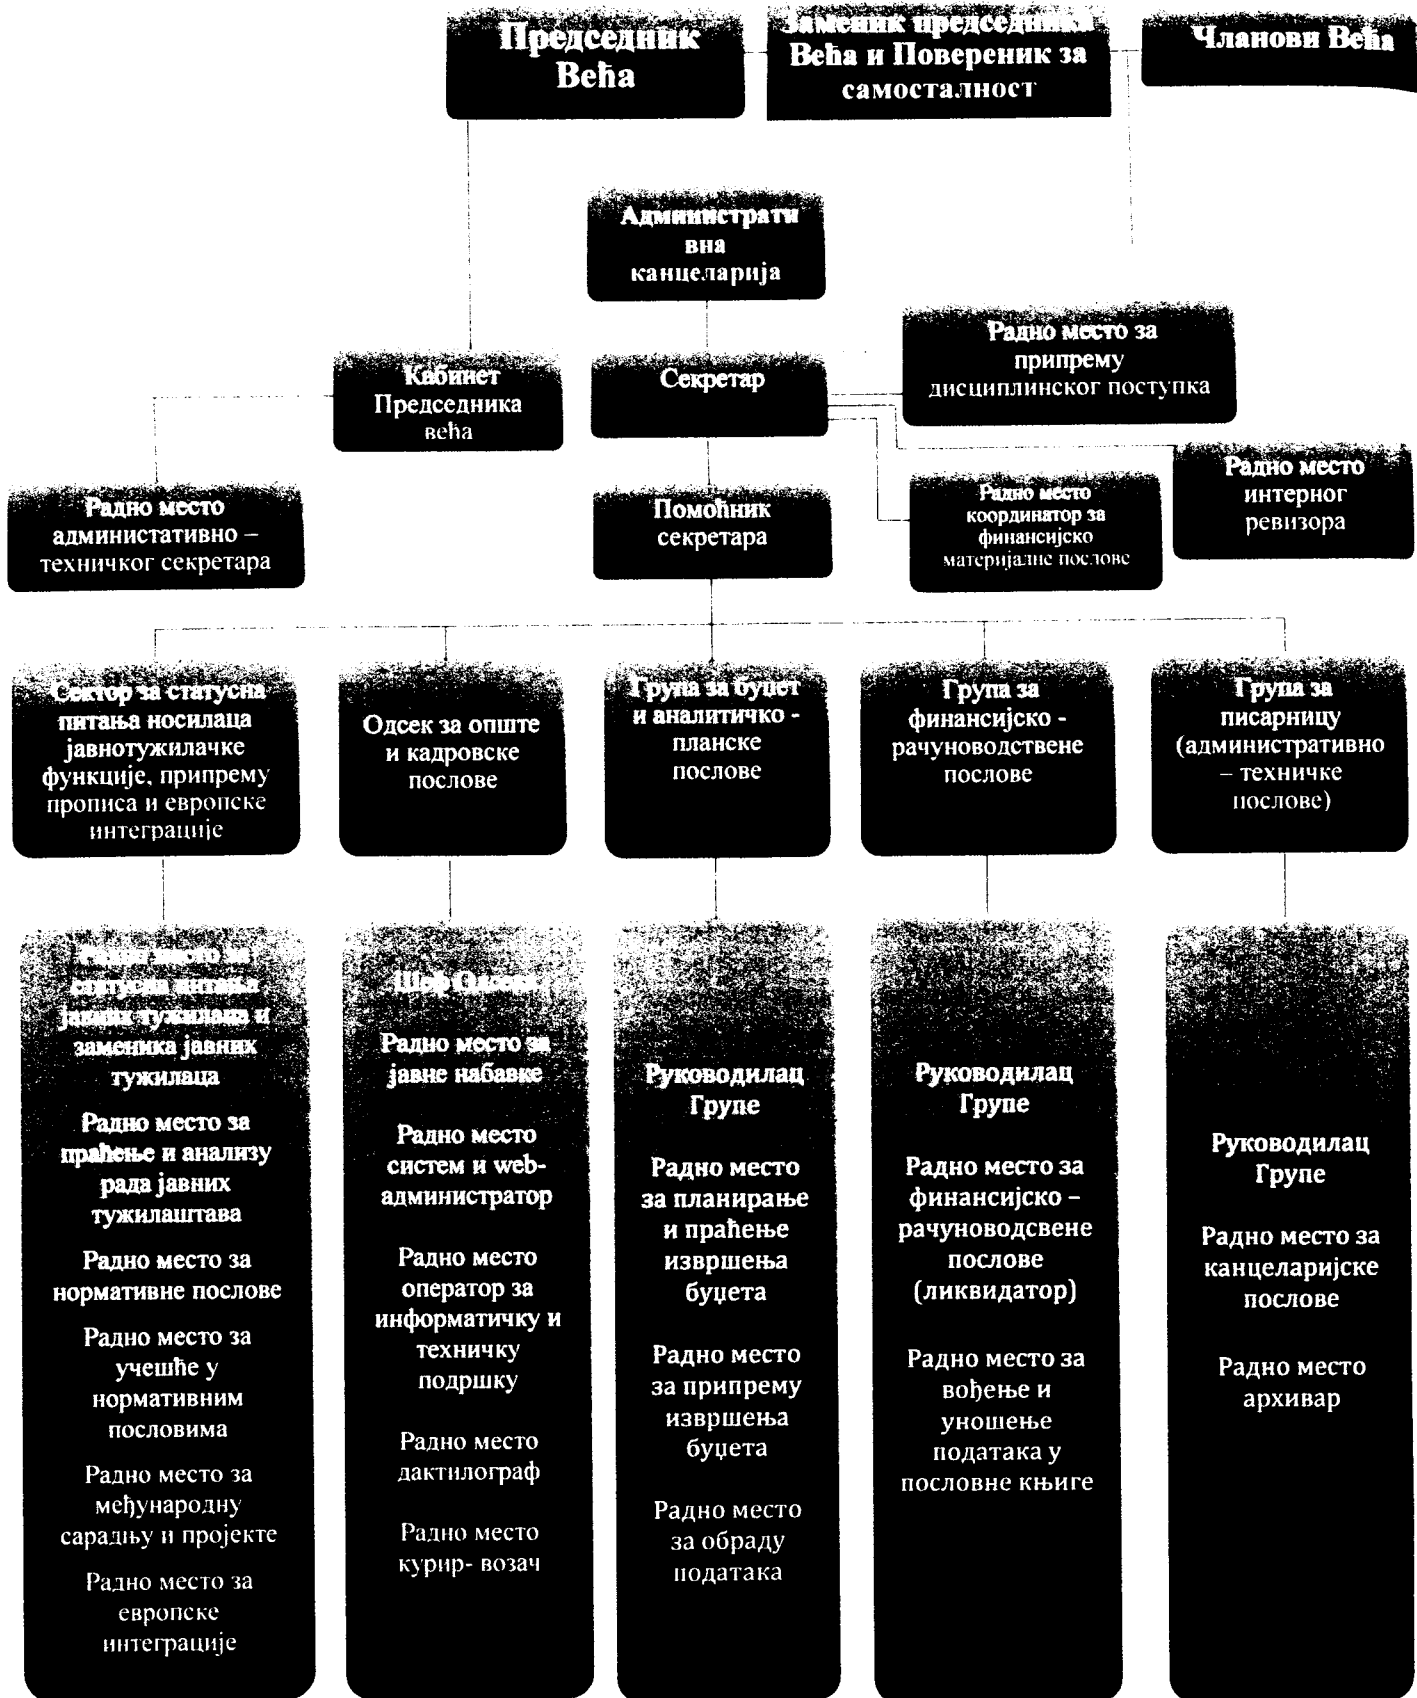 Председник
Већа
Заменик председника
Већа и Повереник за
самосталност
Чланови Већа
Администрати
вна
канцеларија
Кабинет
Председника
већа
Секретар
Радно место за
припрему
дисциплинског поступка
Радно место
администативно –
техничког секретара
Помоћник
секретара
Радно место
координатор за
финансијско
материјалне послове
Радно место
интерног
ревизора
Сектор за статусна
питања носилаца
јавнотужилачке
функције, припрему
прописа и европске
интеграције
Одсек за опште
и кадровске
послове
Група за буџет
и аналитичко -
планске
послове
Група за
финансијско -
рачуноводствене
послове
Група за
писарницу
(административно
– техничке
послове)
Радно место за
статусна питања
јавних тужилаца и
заменика јавних
тужилаца
Радно место за
праћење и анализу
рада јавних
тужилаштава
Радно место за
нормативне послове
Радно место за
учешће у
нормативним
пословима
Радно место за
међународну
сарадњу и пројекте
Радно место за
европске
интеграције
Шеф Одсека
Радно место за
јавне набавке
Радно место
систем и web-
администратор
Радно место
оператор за
информатичку и
техничку
подршку
Радно место
дактилограф
Радно место
курир- возач
Руководилац
Групе
Радно место
за планирање
и праћење
извршења
буџета
Радно место
за припрему
извршења
буџета
Радно место
за обраду
података
Руководилац
Групе
Радно место за
финансијско –
рачуноводсвене
послове
(ликвидатор)
Радно место за
вођење и
уношење
података у
пословне књиге
Руководилац
Групе
Радно место за
канцеларијске
послове
Радно место
архивар